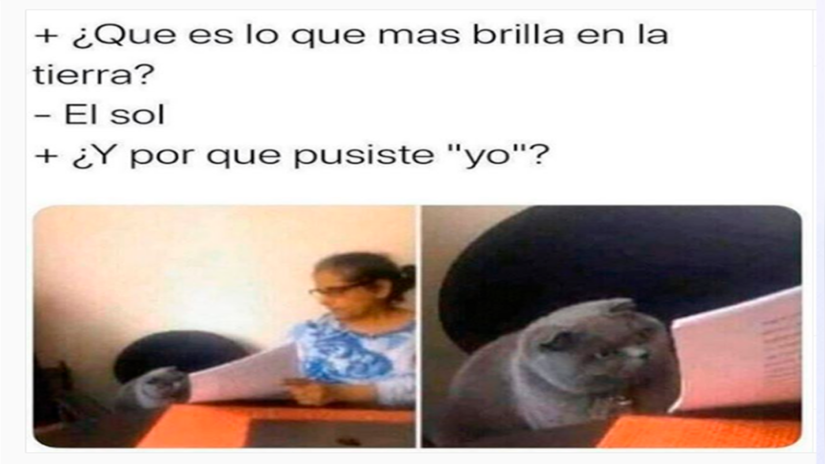 + ¿Que es lo que mas brilla en la
tierra?
- El sol
+ ¿Y por que pusiste "yo"?